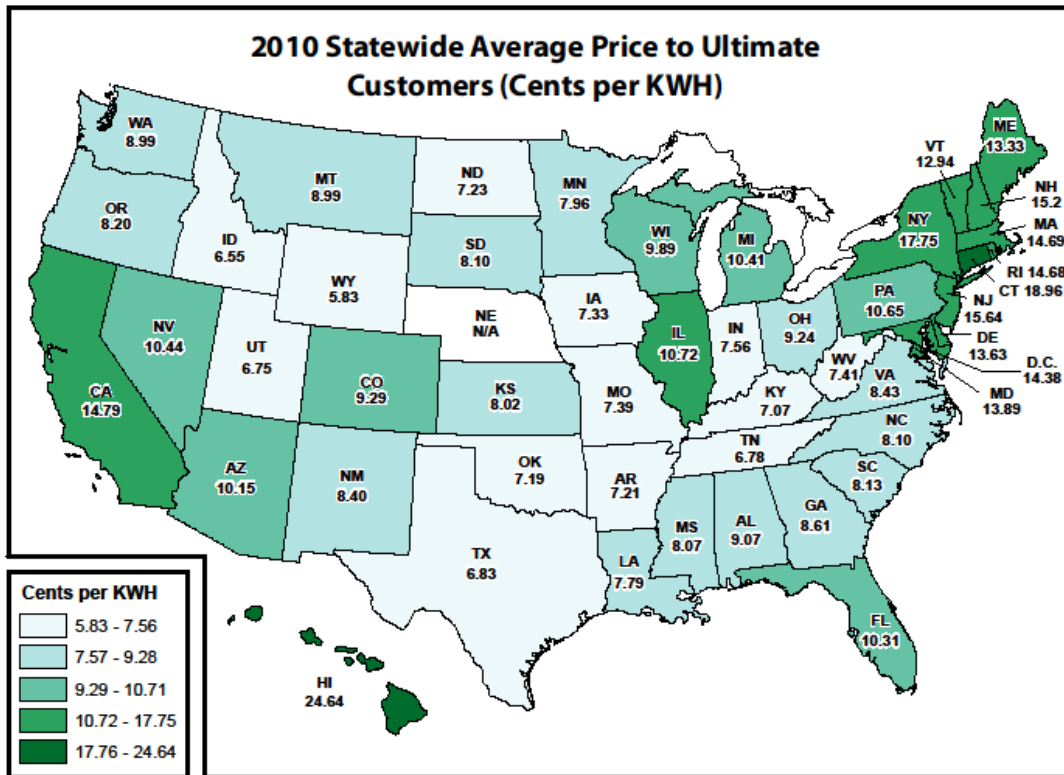 2010 Statewide Average Price to Ultimate
Customers (Cents per KWH)
WA
8.99
OR
8.20
CA
14.79
NV
10.44
ID
6.55
MT
8.99
WY
5.83
UT
6.75
AZ
10.15
CO
9.29
NM
8.40
ND
7.23
SD
8.10
NE
N/A
KS
8.02
OK
7.19
TX
6.83
MN
7.96
IA
7.33
MO
7.39
AR
7.21
LA
7.79
WI
9.89
IL
10.72
MI
10.41
IN
7.56
OH
9.24
KY
7.07
TN
6.78
MS
8.07
AL
9.07
GA
8.61
FL
10.31
SC
8.13
NC
8.10
VA
8.43
WV
7.41
PA
10.65
NY
17.75
VT
12.94
ME
13.33
NH
15.2
MA
14.69
RI 14.68
CT 18.96
NJ
15.64
DE
13.63
D.C.
14.38
MD
13.89
HI
24.64
Cents per KWH
5.83 - 7.56
7.57 - 9.28
9.29 - 10.71
10.72 - 17.75
17.76 - 24.64